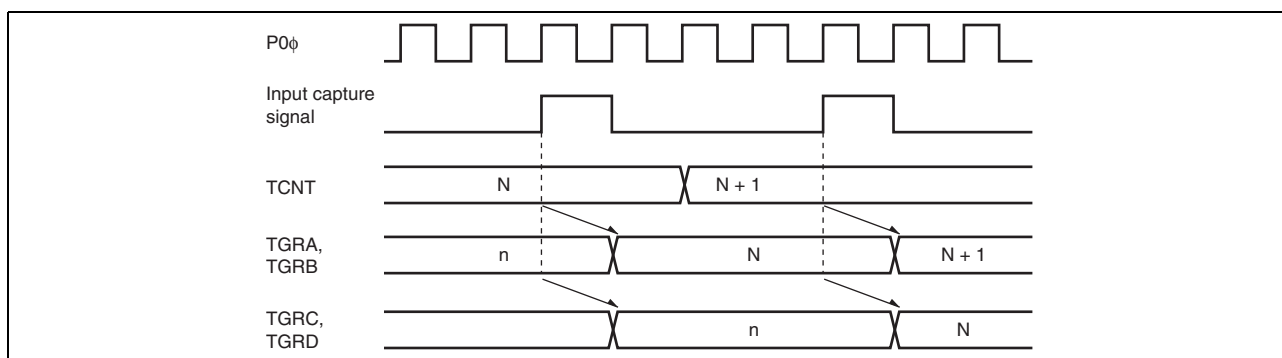 P0ϕ
Input capture
signal
TCNT
N
N + 1
TGRA,
TGRB
n
N
N + 1
TGRC,
TGRD
n
N